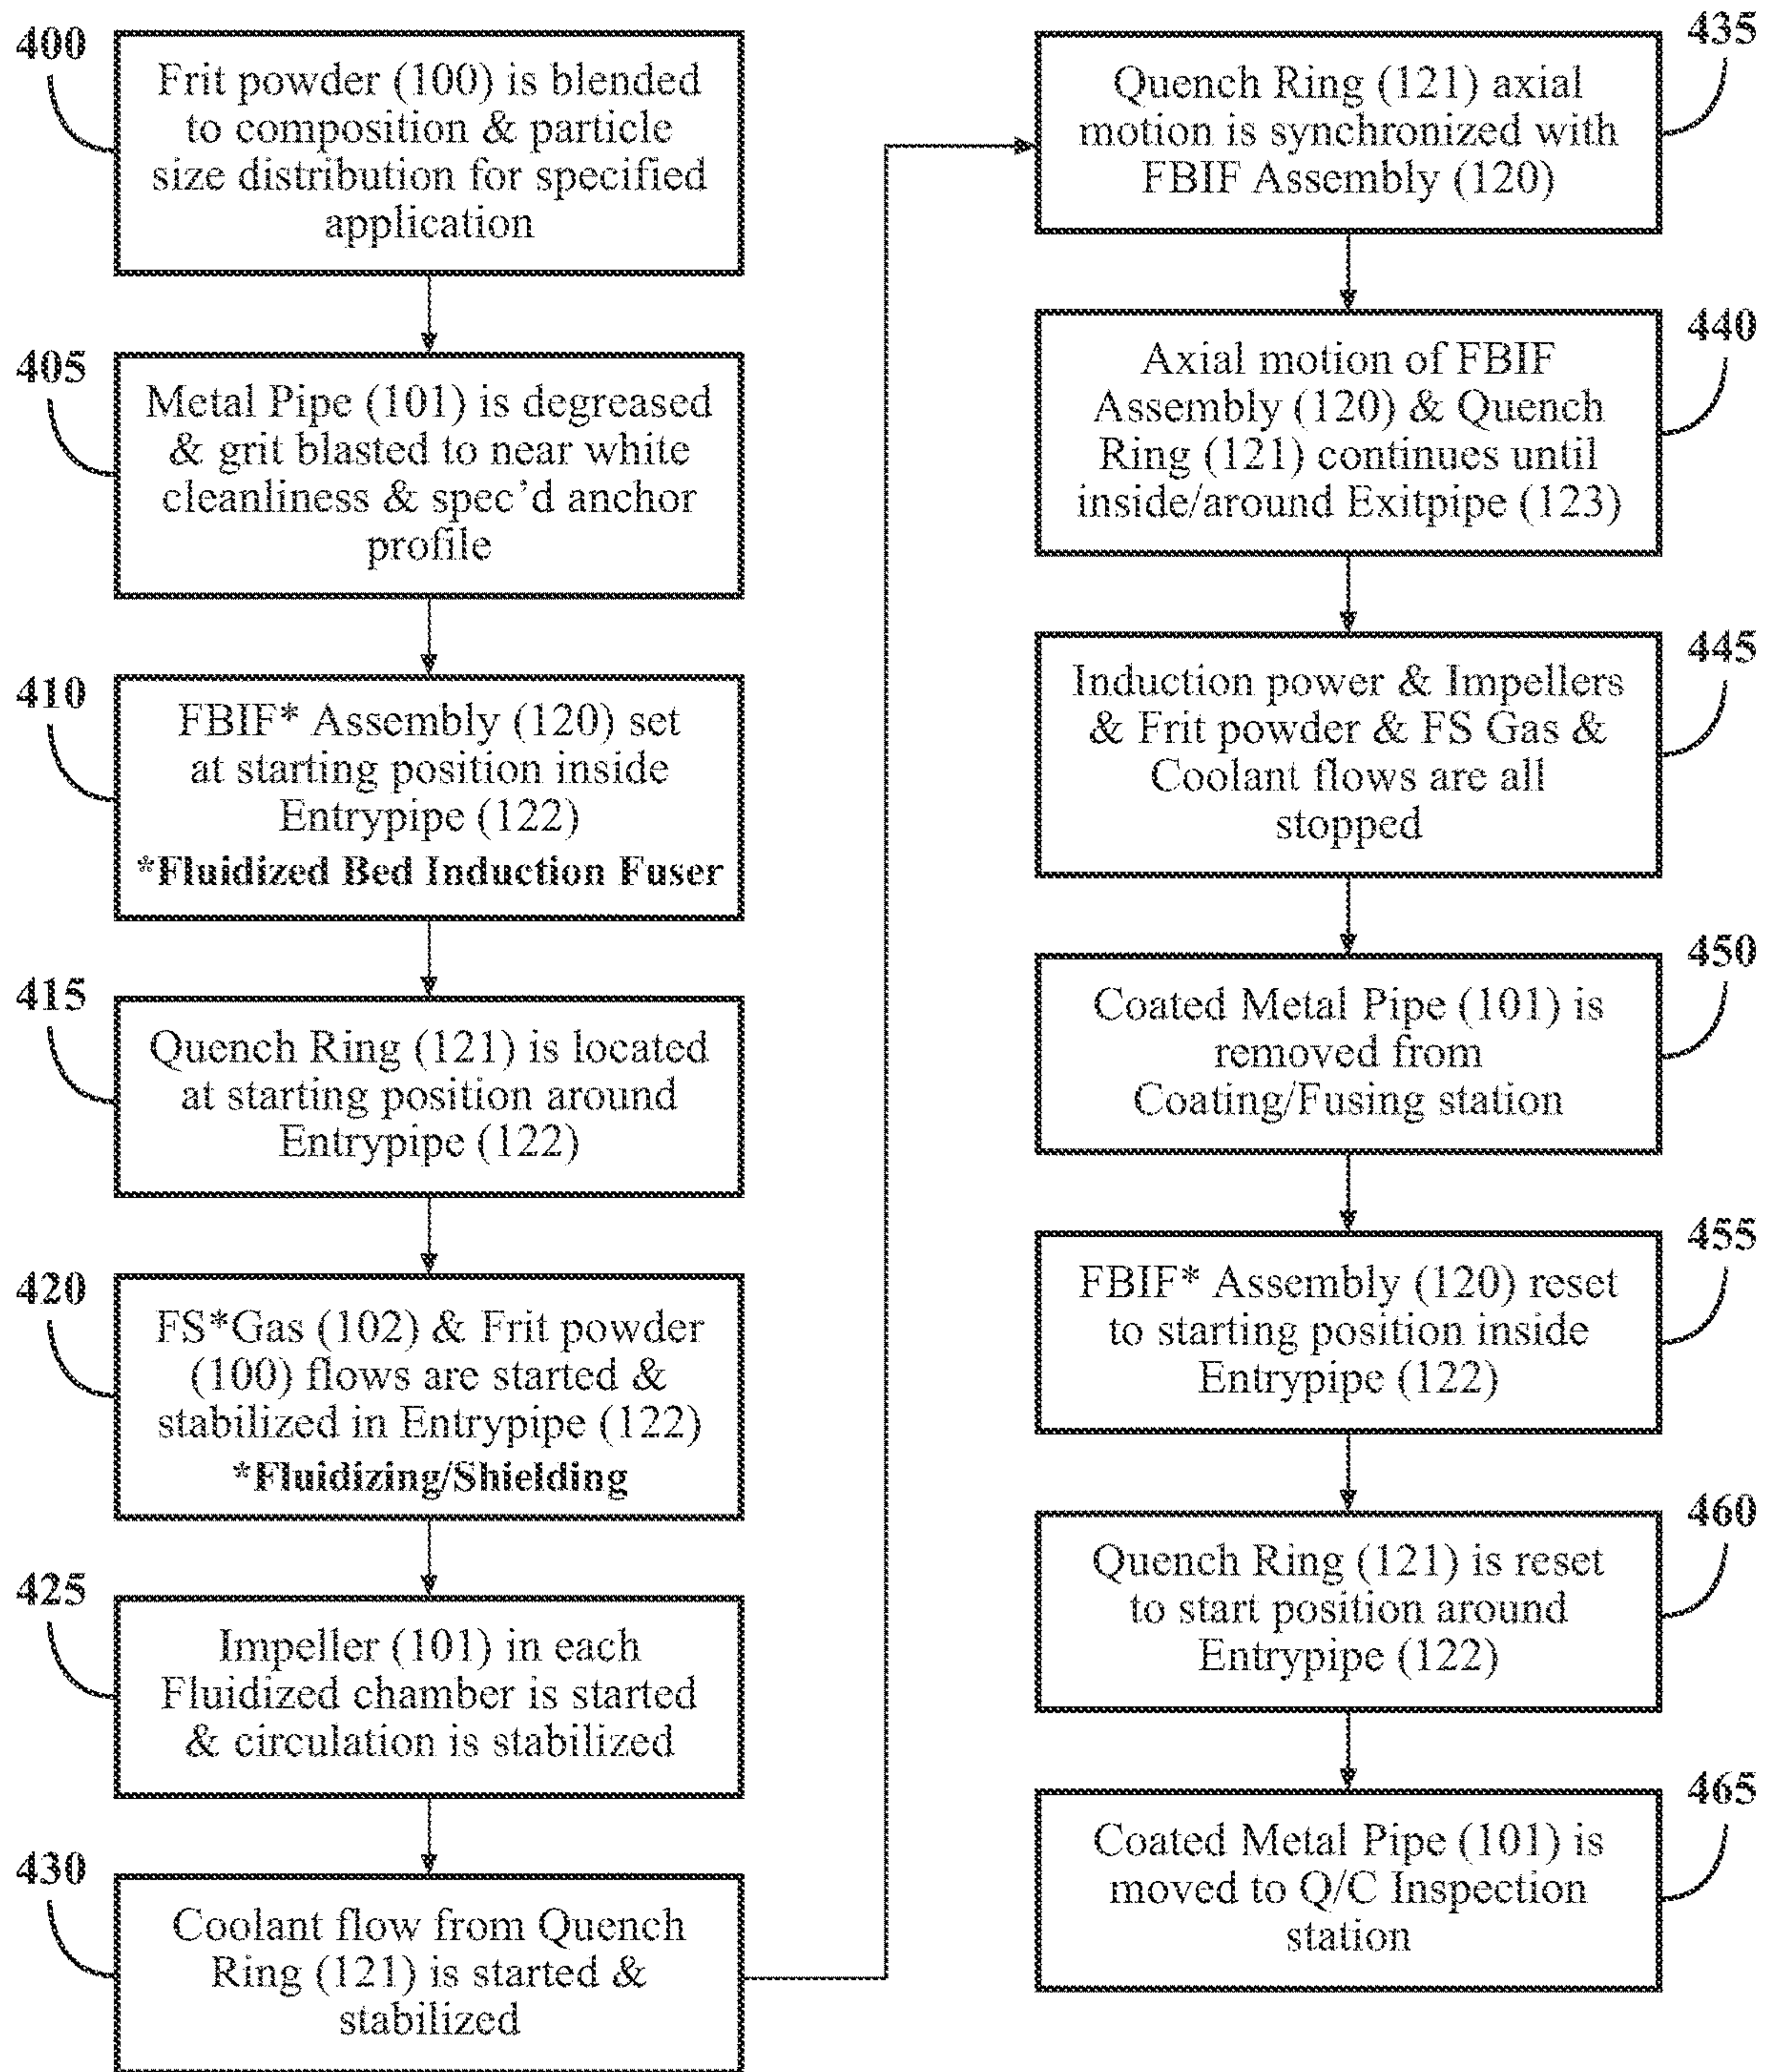 400
Frit powder (100) is blended
to composition & particle
size distribution for specified
application
405
Metal Pipe (101) is degreased
& grit blasted to near white
cleanliness & spec'd anchor
profile
410
FBIF* Assembly (120) set
at starting position inside
Entrypipe (122)
*Fluidized Bed Induction Fuser
415
Quench Ring (121) is located
at starting position around
Entrypipe (122)
420
FS*Gas (102) & Frit powder
(100) flows are started &
stabilized in Entrypipe (122)
*Fluidizing/Shielding
425
Impeller (101) in each
Fluidized chamber is started
& circulation is stabilized
430
Coolant flow from Quench
Ring (121) is started &
stabilized
435
Quench Ring (121) axial
motion is synchronized with
FBIF Assembly (120)
440
Axial motion of FBIF
Assembly (120) & Quench
Ring (121) continues until
inside/around Exitpipe (123)
445
Induction power & Impellers
& Frit powder & FS Gas &
Coolant flows are all
stopped
450
Coated Metal Pipe (101) is
removed from
Coating/Fusing station
455
FBIF* Assembly (120) reset
to starting position inside
Entrypipe (122)
460
Quench Ring (121) is reset
to start position around
Entrypipe (122)
465
Coated Metal Pipe (101) is
moved to Q/C Inspection
station